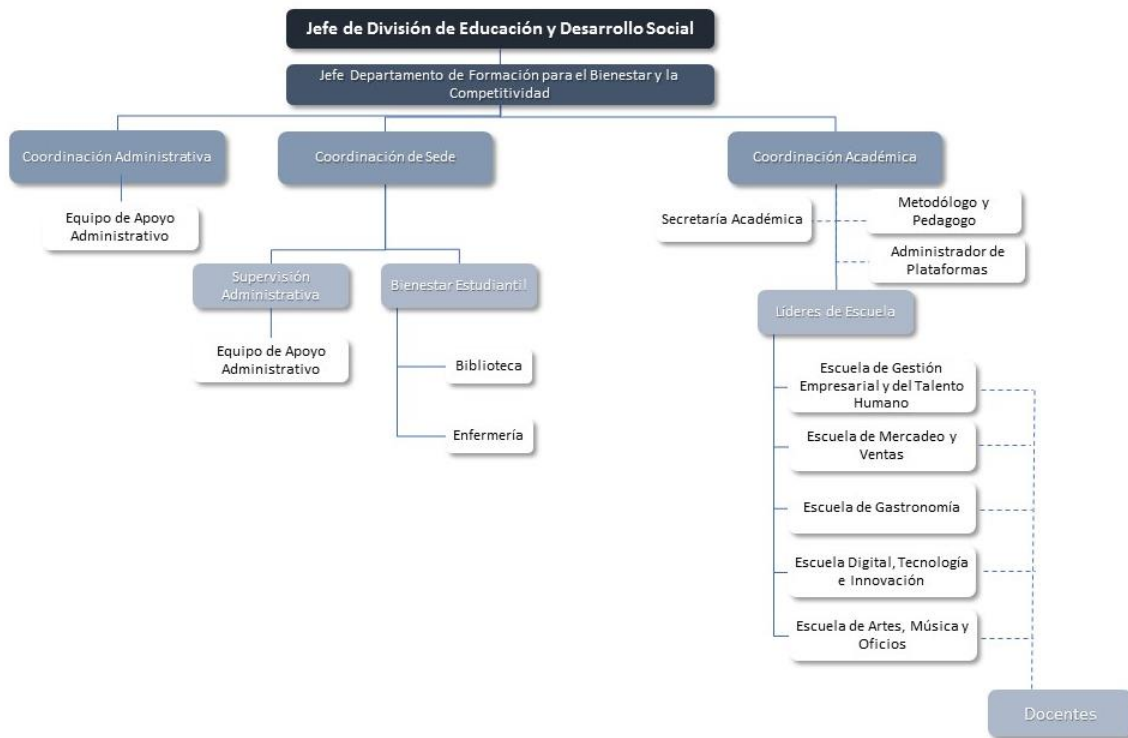 Jefe de División de Educación y Desarrollo Social
Jefe Departamento de Formación para el Bienestar y la
Competitividad
Coordinación Administrativa
Coordinación de Sede
Coordinación Académica
Equipo de Apoyo
Administrativo
Secretaría Académica
Metodólogo y
Pedagogo
Administrador de
Plataformas
Supervisión
Administrativa
Bienestar Estudiantil
Líderes de Escuela
Equipo de Apoyo
Administrativo
Biblioteca
Enfermería
Escuela de Gestión
Empresarial y del Talento
Humano
Escuela de Mercadeo y
Ventas
Escuela de Gastronomía
Escuela Digital, Tecnología
e Innovación
Escuela de Artes, Música y
Oficios
Docentes